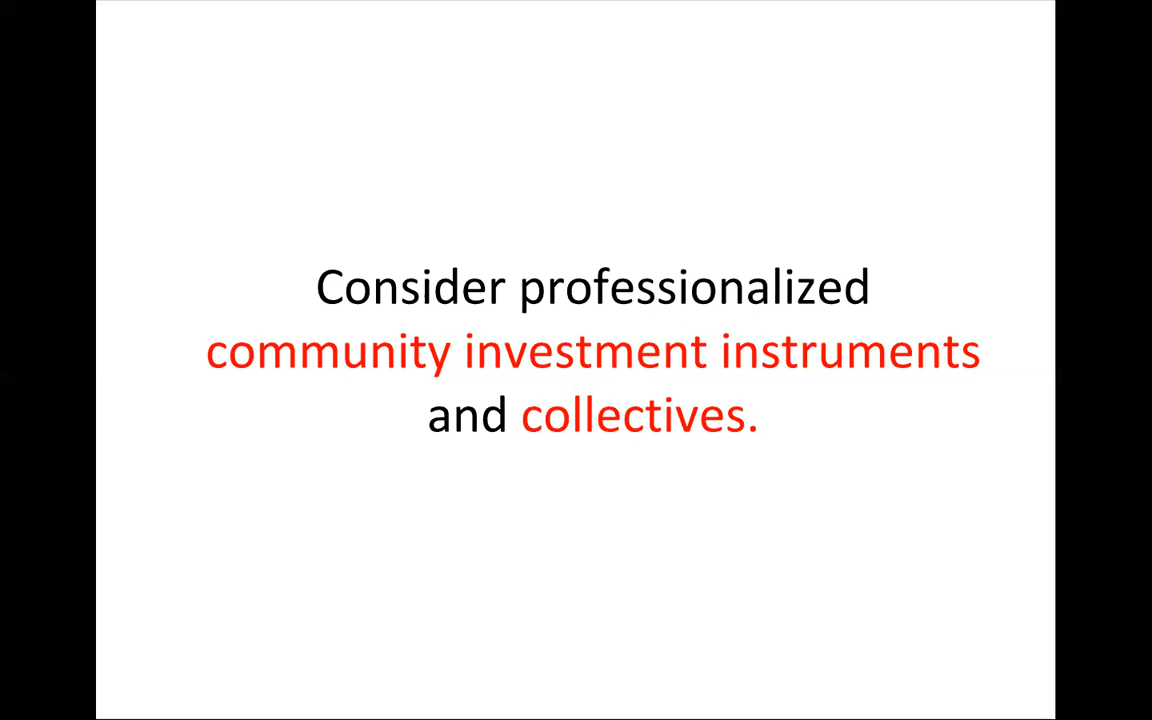 Consider professionalized
community investment instruments
and collectives.